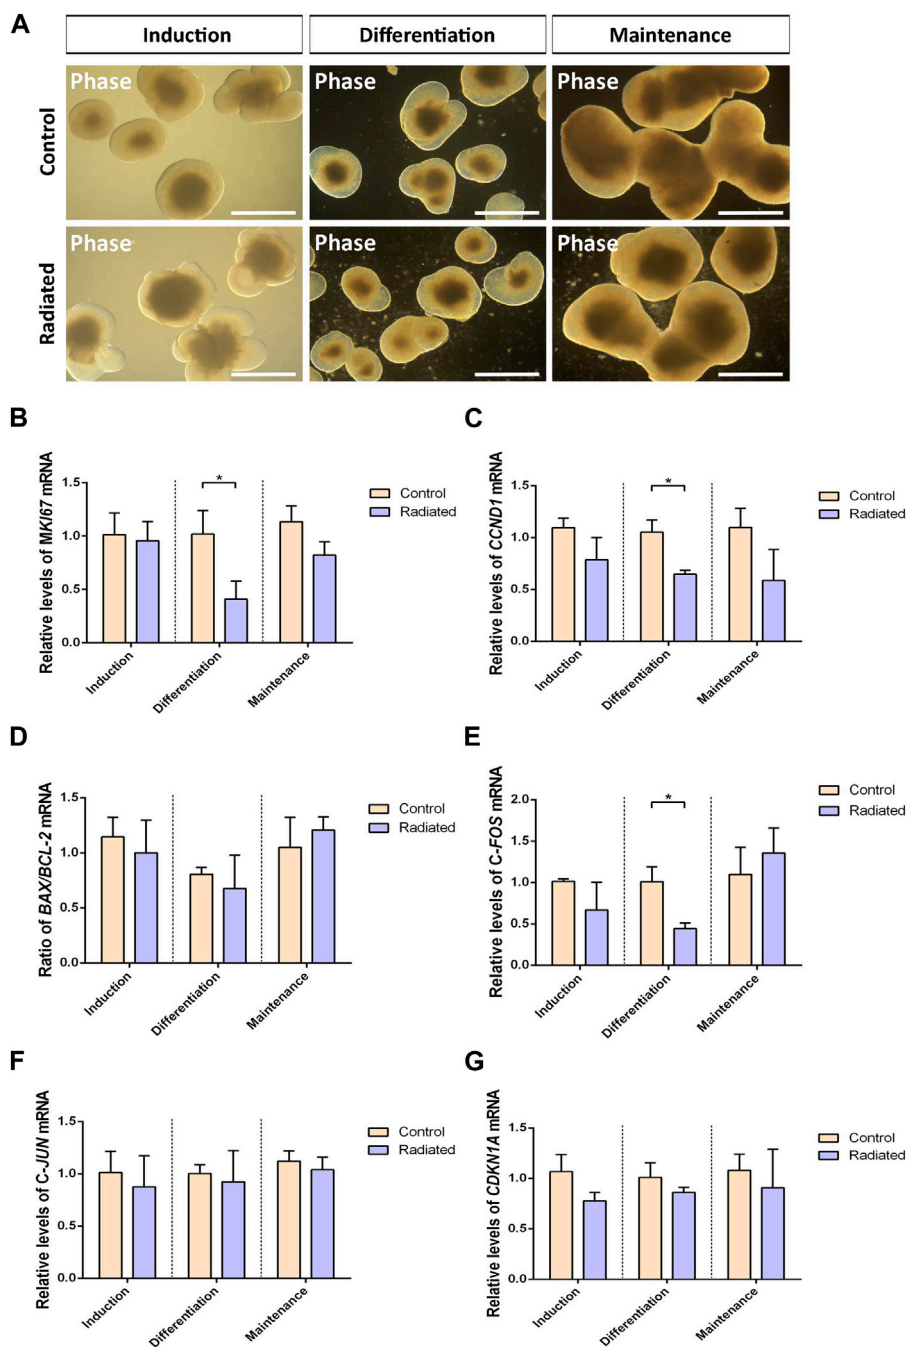 A
Induction Differentiation Maintenance
Control
Phase Phase Phase
Radiated
Phase Phase Phase
B
Relative levels of MKI67 mRNA
1.5
1.0
0.5
0.0
*
Control
Radiated
Induction
Differentiation
Maintenance
C
Relative levels of CCND1 mRNA
1.5
1.0
0.5
0.0
*
Control
Radiated
Induction
Differentiation
Maintenance
D
Ratio of BAX/BCL-2 mRNA
1.5
1.0
0.5
0.0
Control
Radiated
Induction
Differentiation
Maintenance
E
Relative levels of C-FOS mRNA
2.0
1.5
1.0
0.5
0.0
*
Control
Radiated
Induction
Differentiation
Maintenance
F
Relative levels of C-JUN mRNA
1.5
1.0
0.5
0.0
Control
Radiated
Induction
Differentiation
Maintenance
G
Relative levels of CDKN1A mRNA
1.5
1.0
0.5
0.0
Control
Radiated
Induction
Differentiation
Maintenance